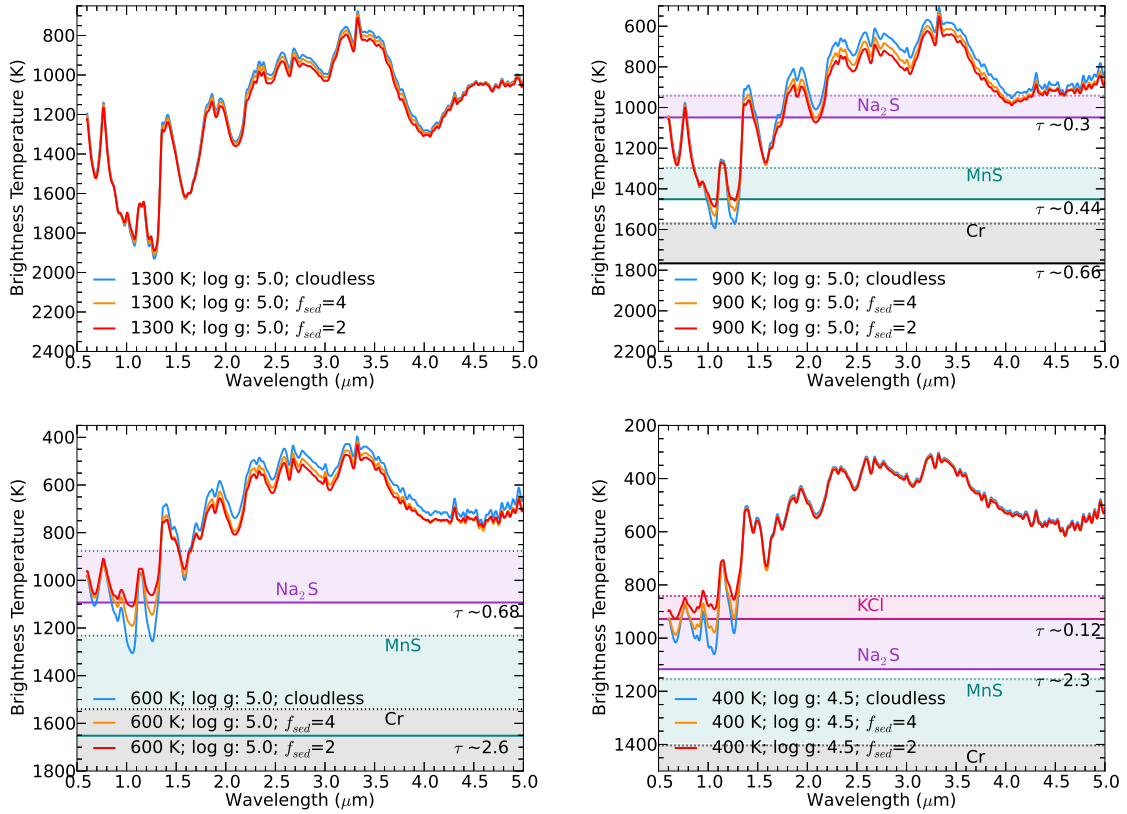 800
1000
1200
1400
1600
1800
2000
2200
2400
0.5 1.0 1.5 2.0 2.5 3.0 3.5 4.0 4.5 5.0
Wavelength (μm)
Brightness Temperature (K)
1300 K; log g: 5.0; cloudless
1300 K; log g: 5.0; f_sed=4
1300 K; log g: 5.0; f_sed=2
600
800
1000
1200
1400
1600
1800
2000
2200
0.5 1.0 1.5 2.0 2.5 3.0 3.5 4.0 4.5 5.0
Wavelength (μm)
Brightness Temperature (K)
Na₂S
τ ~0.3
MnS
τ ~0.44
Cr
τ ~0.66
900 K; log g: 5.0; cloudless
900 K; log g: 5.0; f_sed=4
900 K; log g: 5.0; f_sed=2
400
600
800
1000
1200
1400
1600
1800
0.5 1.0 1.5 2.0 2.5 3.0 3.5 4.0 4.5 5.0
Wavelength (μm)
Brightness Temperature (K)
Na₂S
τ ~0.68
MnS
Cr
τ ~2.6
600 K; log g: 5.0; cloudless
600 K; log g: 5.0; f_sed=4
600 K; log g: 5.0; f_sed=2
200
400
600
800
1000
1200
1400
0.5 1.0 1.5 2.0 2.5 3.0 3.5 4.0 4.5 5.0
Wavelength (μm)
Brightness Temperature (K)
KCl
τ ~0.12
Na₂S
τ ~2.3
MnS
Cr
400 K; log g: 4.5; cloudless
400 K; log g: 4.5; f_sed=4
400 K; log g: 4.5; f_sed=2